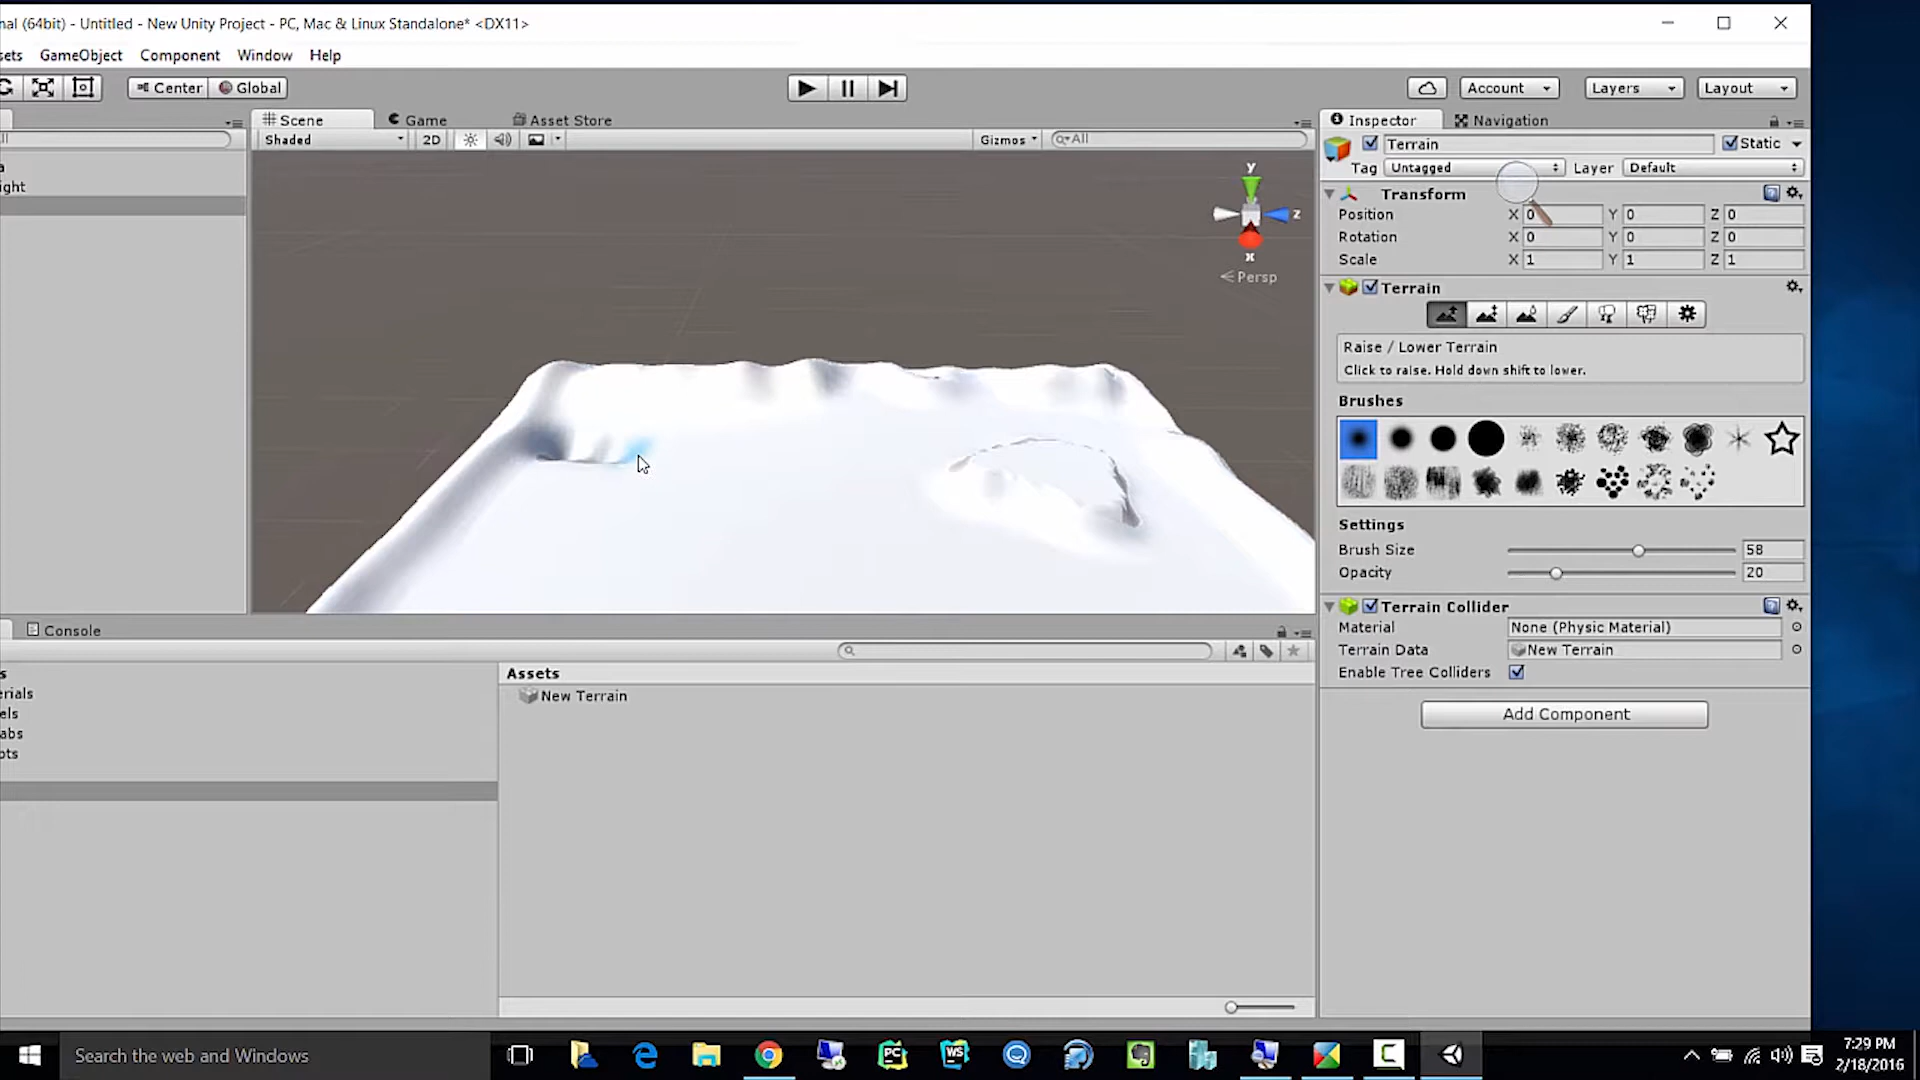 nal (64bit) - Untitled - New Unity Project - PC, Mac & Linux Standalone* <DX11>
sets GameObject Component Window Help
Center Global Account Layers Layout
Scene Game Asset Store
Shaded 2D Gizmos All
ight
y
z
x
Persp
Inspector Navigation
Terrain Static
Tag Untagged Layer Default
Transform
Position X 0 Y 0 Z 0
Rotation X 0 Y 0 Z 0
Scale X 1 Y 1 Z 1
Terrain
Raise / Lower Terrain
Click to raise. Hold down shift to lower.
Brushes
Settings
Brush Size 58
Opacity 20
Terrain Collider
Material None (Physic Material)
Terrain Data New Terrain
Enable Tree Colliders
Add Component
Console
s
erials
els
abs
pts
Assets
New Terrain
Search the web and Windows
PC
WS
C
7:29 PM
2/18/2016